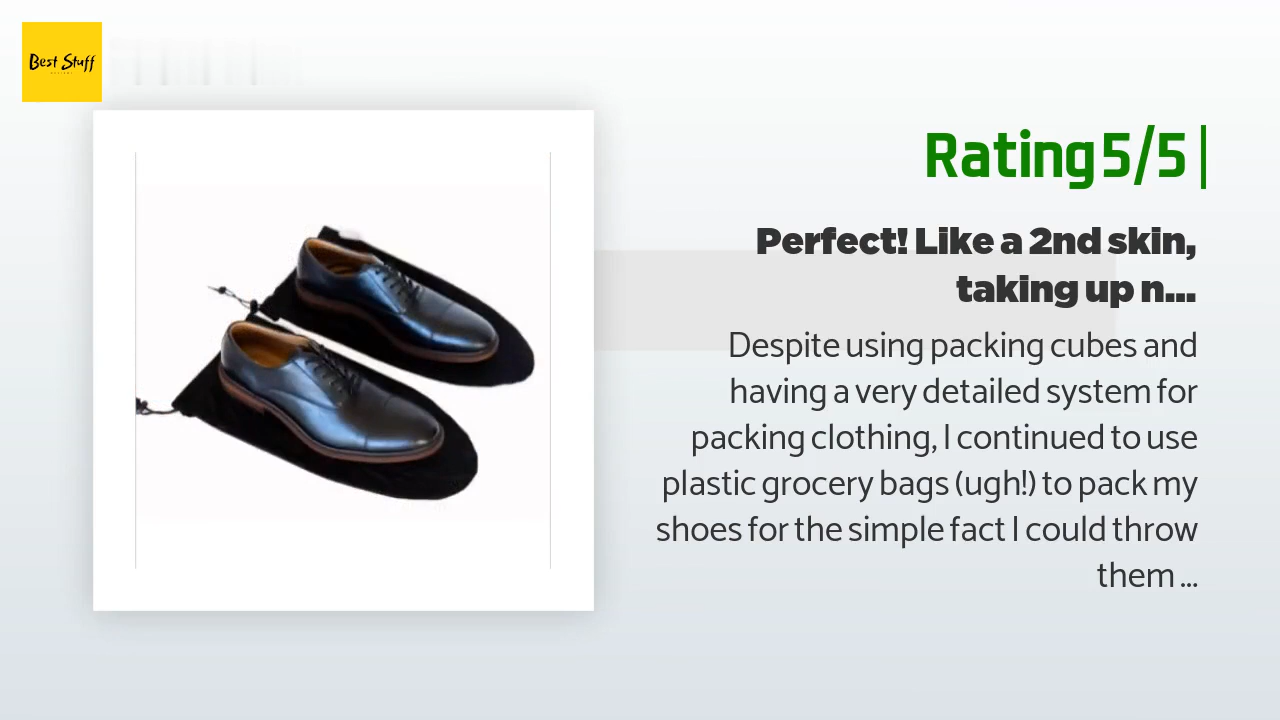 Best Stuff
Rating 5/5 |
Perfect! Like a 2nd skin,
taking up n...
Despite using packing cubes and
having a very detailed system for
packing clothing, I continued to use
plastic grocery bags (ugh!) to pack my
shoes for the simple fact I could throw
them ...